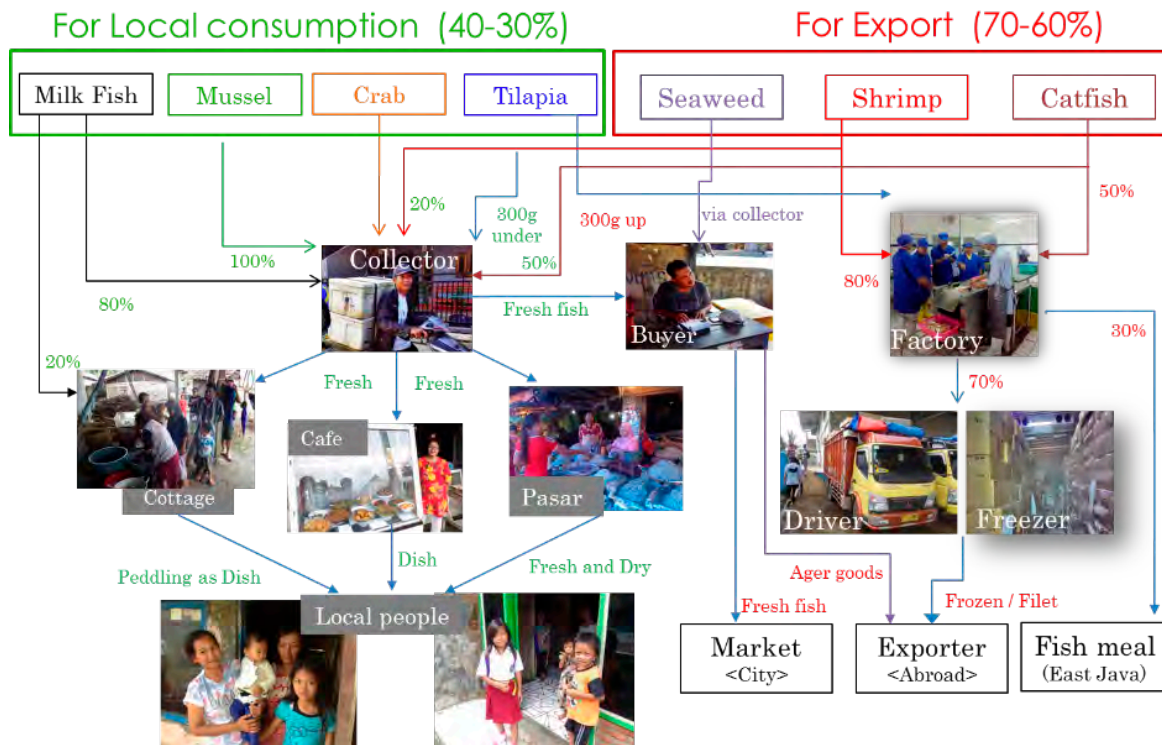 For Local consumption (40-30%)
For Export (70-60%)
Milk Fish
Mussel
Crab
Tilapia
Seaweed
Shrimp
Catfish
20%
300g
under
300g up
via collector
50%
100%
Collector
50%
80%
80%
Fresh fish
Buyer
Factory
30%
20%
Fresh
Fresh
70%
Cafe
Cottage
Pasar
Driver
Freezer
Peddling as Dish
Dish
Fresh and Dry
Ager goods
Local people
Fresh fish
Frozen / Filet
Market
<City>
Exporter
<Abroad>
Fish meal
(East Java)